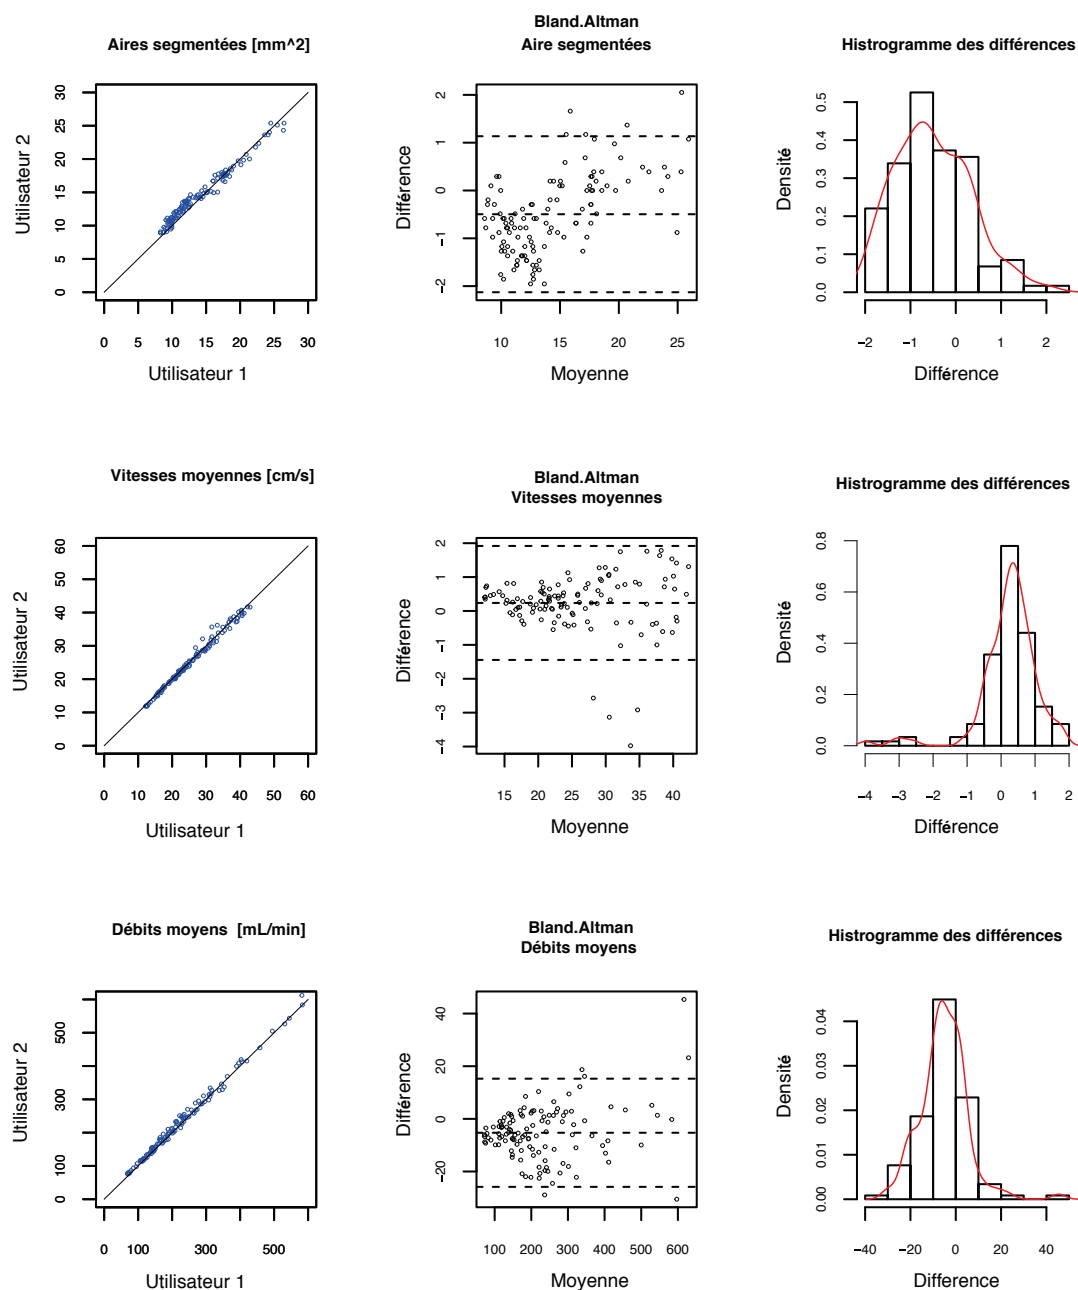 Aires segmentées [mm^2]
Utilisateur 2
0 5 10 15 20 25 30
0 5 10 15 20 25 30
Utilisateur 1
Bland.Altman
Aire segmentées
Différence
−2 −1 0 1 2
10 15 20 25
Moyenne
Histrogramme des différences
Densité
0.0 0.1 0.2 0.3 0.4 0.5
−2 −1 0 1 2
Différence
Vitesses moyennes [cm/s]
Utilisateur 2
0 10 20 30 40 50 60
0 10 20 30 40 50 60
Utilisateur 1
Bland.Altman
Vitesses moyennes
Différence
−4 −3 −2 −1 0 1 2
15 20 25 30 35 40
Moyenne
Histrogramme des différences
Densité
0.0 0.2 0.4 0.6 0.8
−4 −3 −2 −1 0 1 2
Différence
Débits moyens [mL/min]
Utilisateur 2
0 100 300 500
0 100 300 500
Utilisateur 1
Bland.Altman
Débits moyens
Différence
−20 0 20 40
100 200 300 400 500 600
Moyenne
Histrogramme des différences
Densité
0.00 0.01 0.02 0.03 0.04
−40 −20 0 20 40
Difference